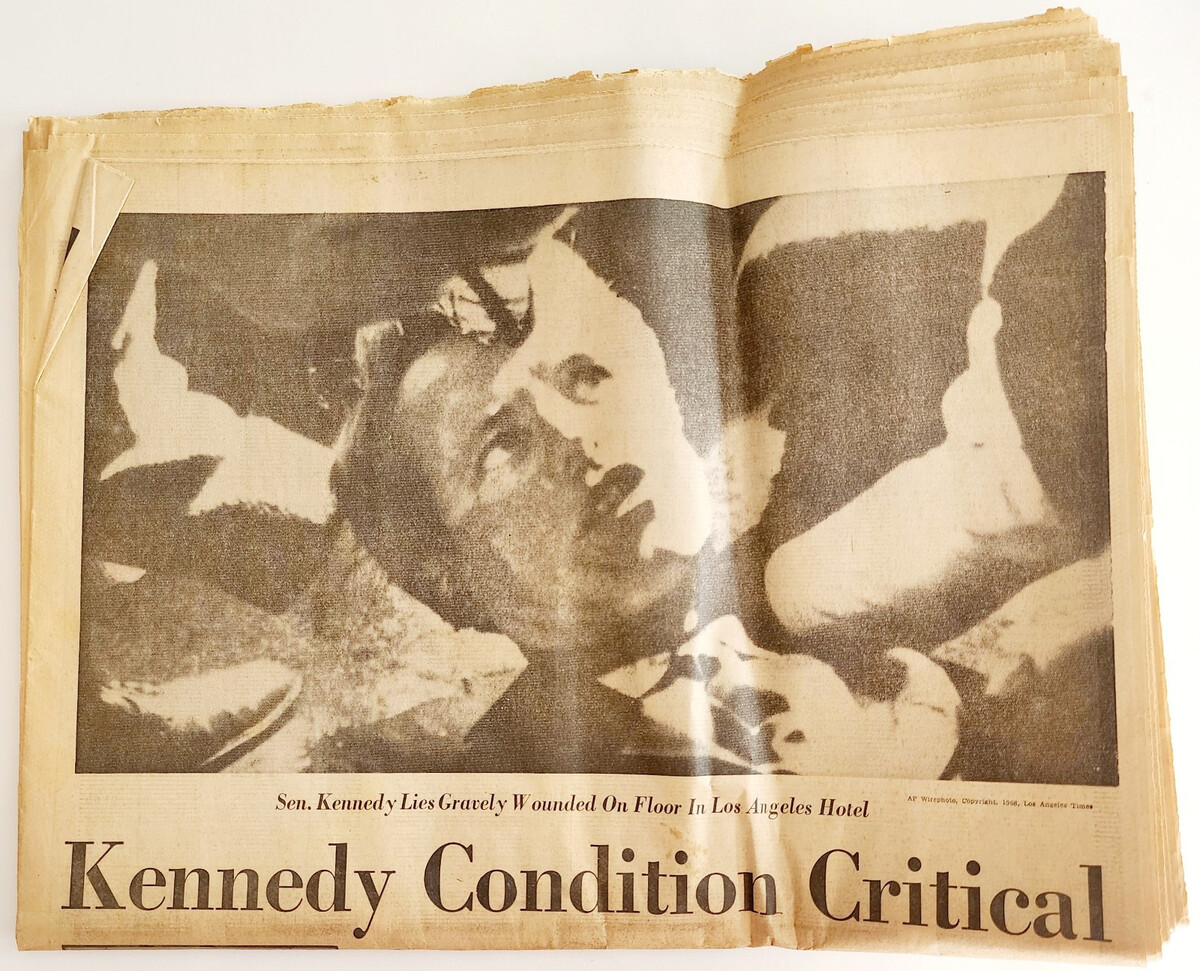 Sen. Kennedy Lies Gravely Wounded On Floor In Los Angeles Hotel
AP Wirephoto, Copyright, 1968, Los Angeles Times
Kennedy Condition Critical